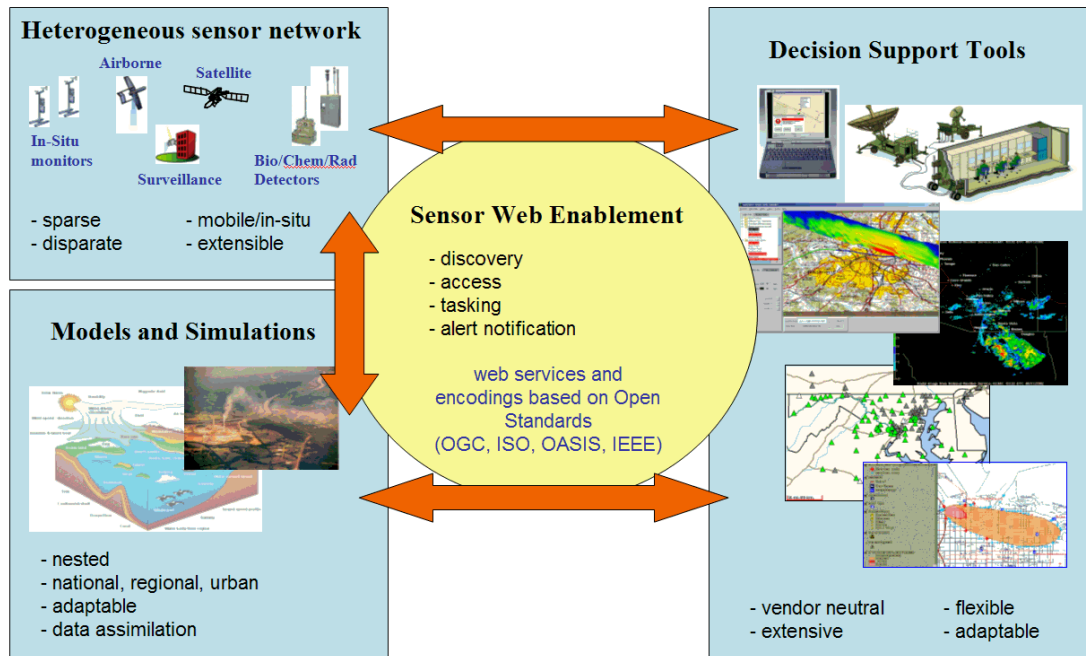 Heterogeneous sensor network
Airborne
Satellite
In-Situ
monitors
Surveillance
Bio/Chem/Rad
Detectors
- sparse
- mobile/in-situ
- disparate
- extensible
Models and Simulations
- nested
- national, regional, urban
- adaptable
- data assimilation
Sensor Web Enablement
- discovery
- access
- tasking
- alert notification
web services and
encodings based on Open
Standards
(OGC, ISO, OASIS, IEEE)
Decision Support Tools
- vendor neutral
- flexible
- extensive
- adaptable